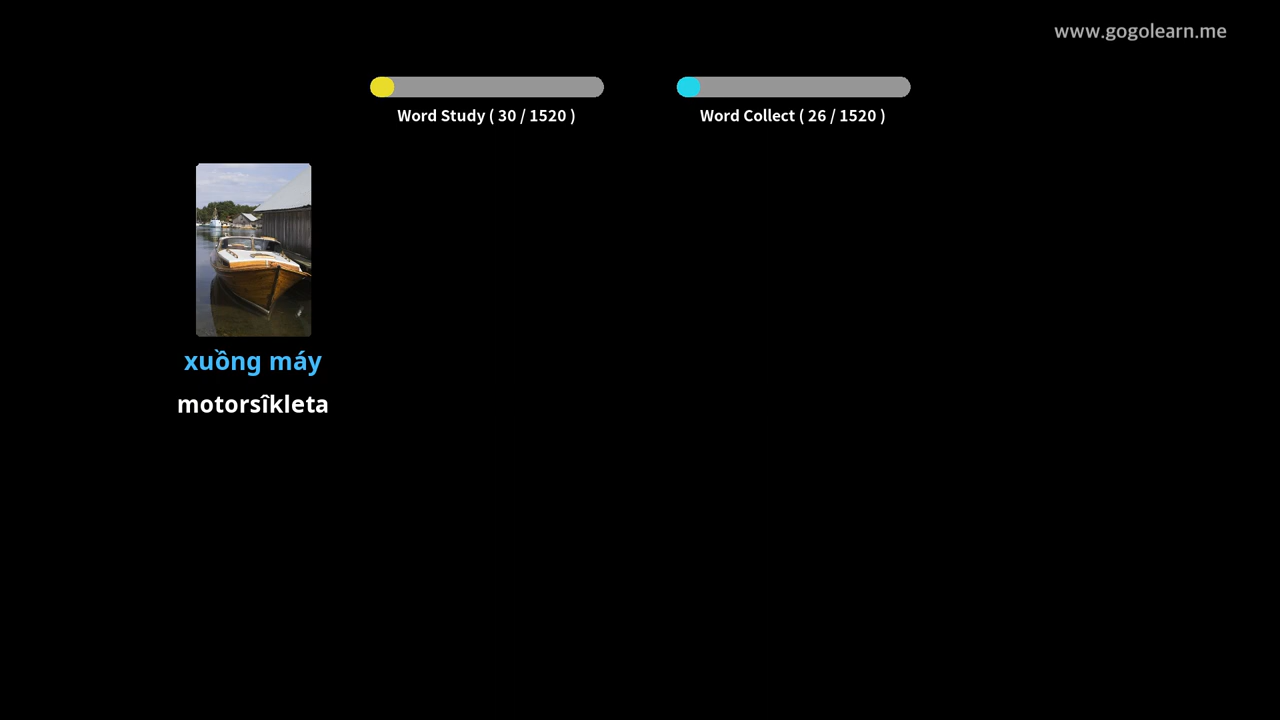 www.gogolearn.me
Word Study ( 30 / 1520 )
Word Collect ( 26 / 1520 )
xuồng máy
motorsîkleta